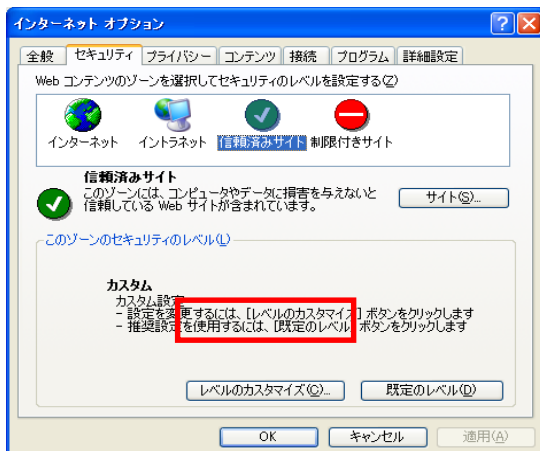 インターネット オプション
全般 セキュリティ プライバシー コンテンツ 接続 プログラム 詳細設定
Web コンテンツのゾーンを選択してセキュリティのレベルを設定する(Z)
インターネット イントラネット 信頼済みサイト 制限付きサイト
信頼済みサイト
このゾーンには、コンピュータやデータに損害を与えないと
信頼している Web サイトが含まれています。
サイト(S)...
このゾーンのセキュリティのレベル(L)
カスタム
カスタム設定
- 設定を変更するには、[レベルのカスタマイズ] ボタンをクリックします
- 推奨設定を使用するには、[既定のレベル] ボタンをクリックします
レベルのカスタマイズ(C)... 既定のレベル(D)
OK キャンセル 適用(A)